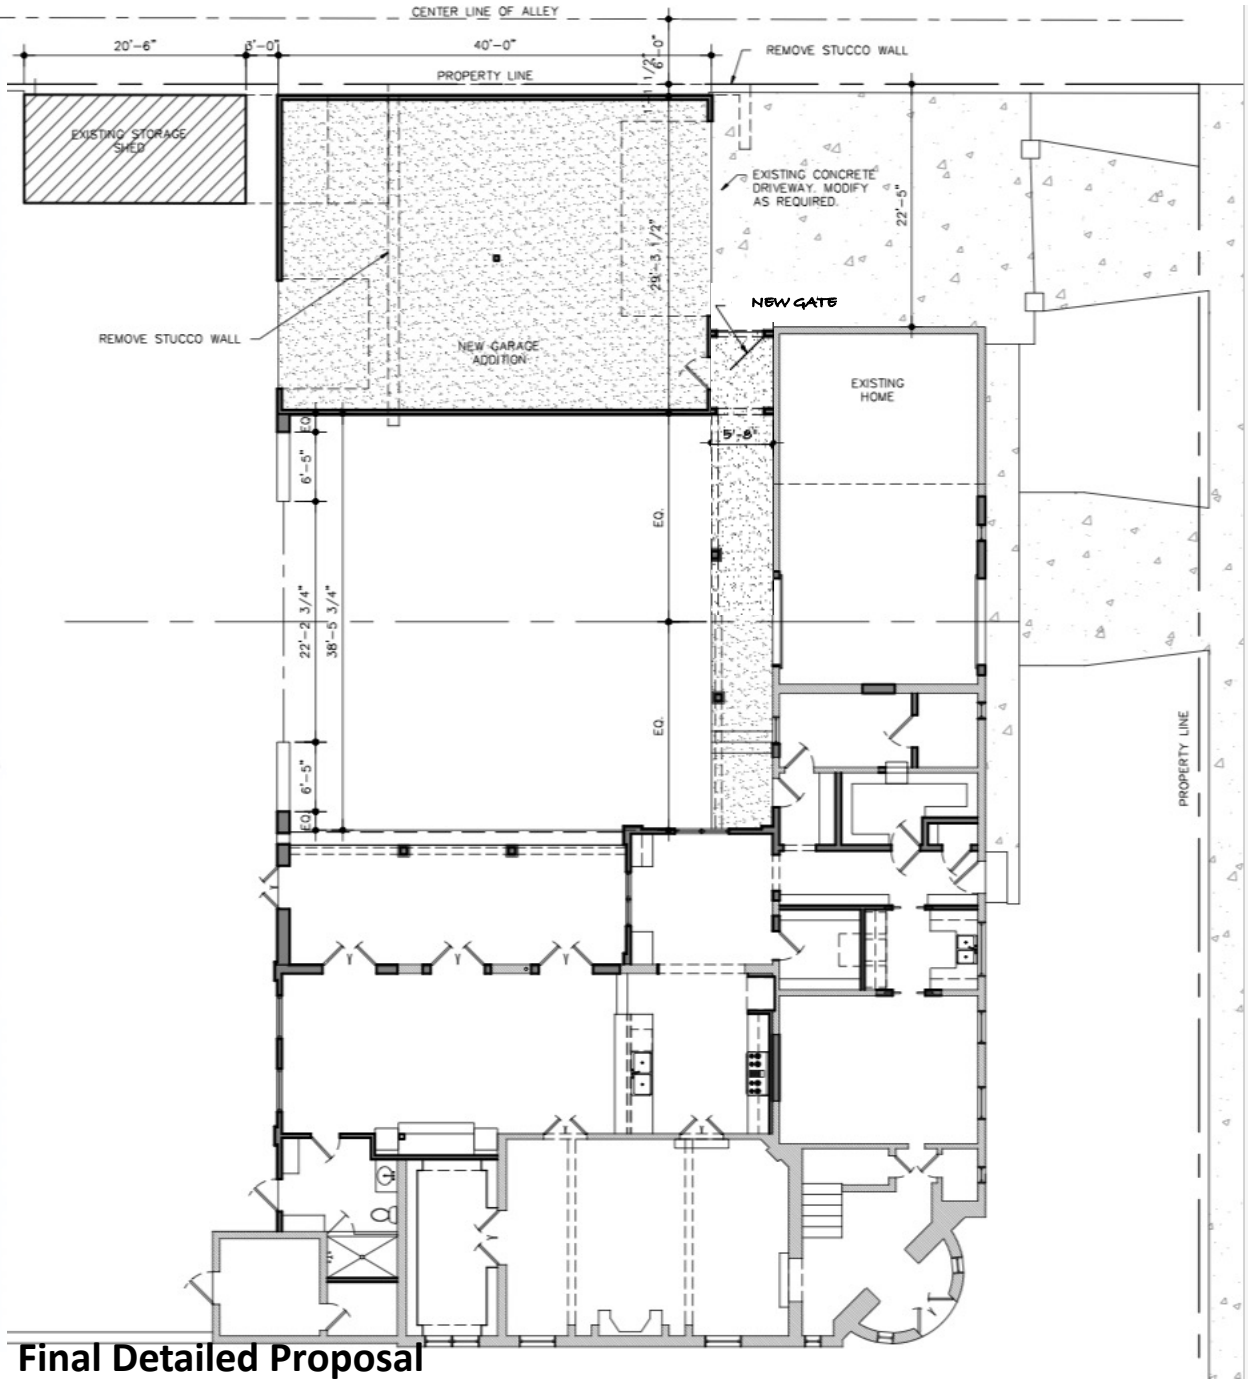 CENTER LINE OF ALLEY
20'-6"
3'-0"
40'-0"
6'-0"
REMOVE STUCCO WALL
PROPERTY LINE
1'-1 1/2"
EXISTING STORAGE
SHED
EXISTING CONCRETE
DRIVEWAY. MODIFY
AS REQUIRED.
22'-5"
29'-3 1/2"
NEW GATE
REMOVE STUCCO WALL
NEW GARAGE
ADDITION
EXISTING
HOME
EQ.
5'-8"
6'-5"
EQ.
22'-2 3/4"
38'-5 3/4"
EQ.
PROPERTY LINE
6'-5"
EQ.
Final Detailed Proposal